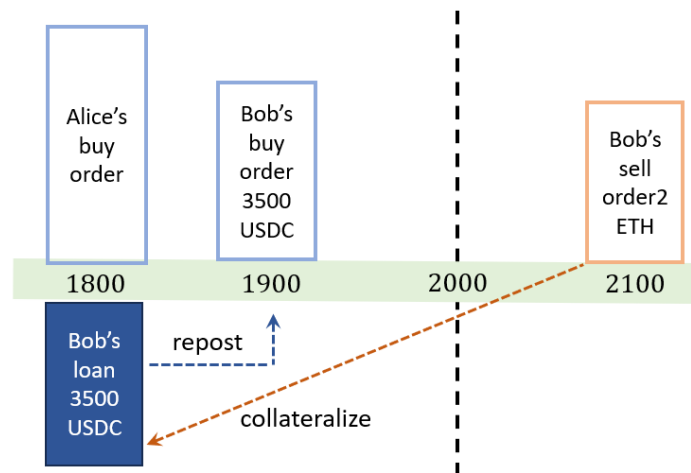 Alice's
buy
order
Bob's
buy
order
3500
USDC
Bob's
sell
order2
ETH
1800
1900
2000
2100
Bob's
loan
3500
USDC
repost
collateralize